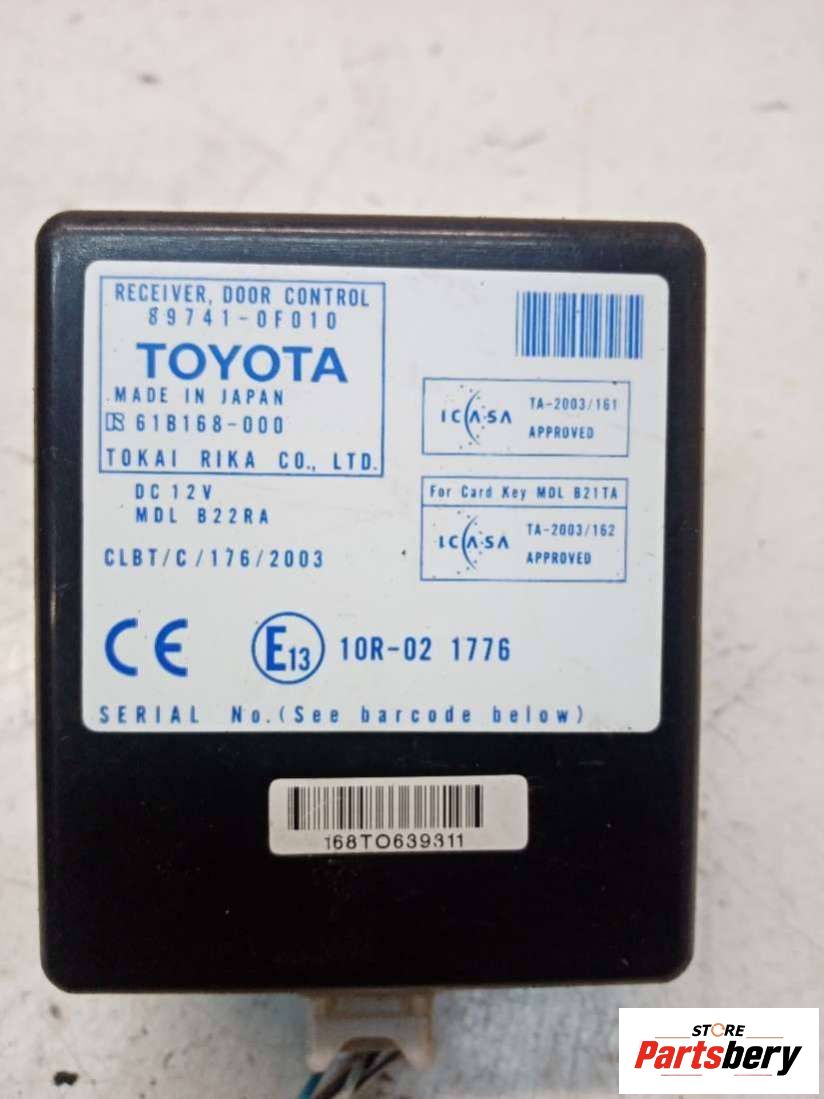 RECEIVER, DOOR CONTROL
89741-0F010
TOYOTA
MADE IN JAPAN
61B168-000
TOKAI RIKA CO., LTD.
DC 12V
MDL B22RA
CLBT/C/176/2003
ICASA
TA-2003/161
APPROVED
For Card Key MDL B21TA
ICASA
TA-2003/162
APPROVED
CE
E13 10R-02 1776
SERIAL No.(See barcode below)
168TO639311
STORE
Partsbery